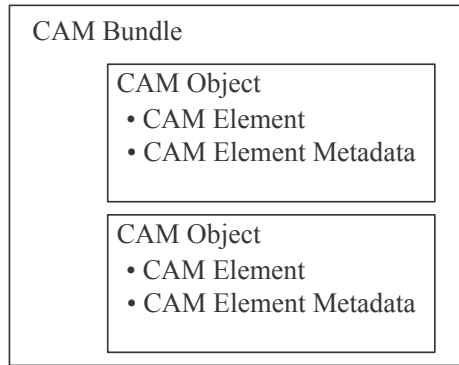 CAM Bundle
CAM Object
• CAM Element
• CAM Element Metadata
CAM Object
• CAM Element
• CAM Element Metadata